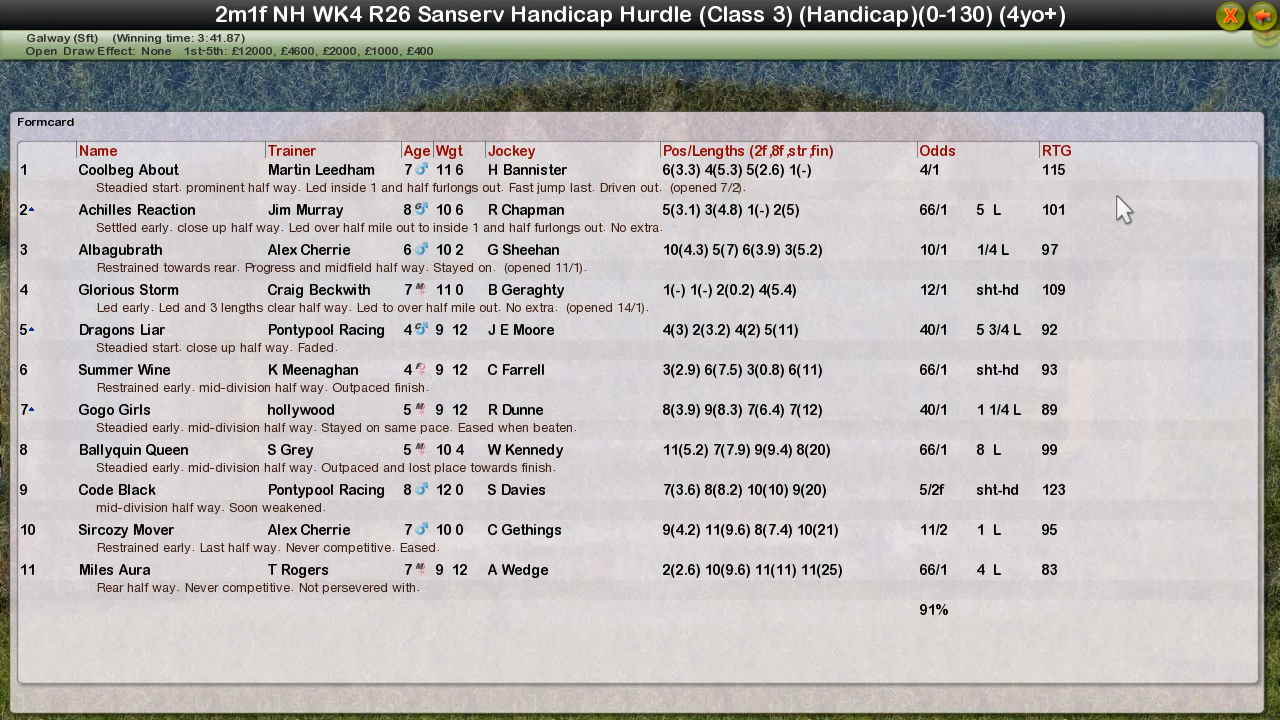 2m1f NH WK4 R26 Sanserv Handicap Hurdle (Class 3) (Handicap)(0-130) (4yo+)
Galway (Sft) (Winning time: 3:41.87)
Open Draw Effect: None 1st-5th: £12000, £4600, £2000, £1000, £400
Formcard
Name Trainer Age Wgt Jockey Pos/Lengths (2f,8f,str,fin) Odds RTG
1 Coolbeg About Martin Leedham 7 11 6 H Bannister 6(3.3) 4(5.3) 5(2.6) 1(-) 4/1 115
Steadied start. prominent half way. Led inside 1 and half furlongs out. Fast jump last. Driven out. (opened 7/2).
2 Achilles Reaction Jim Murray 8 10 6 R Chapman 5(3.1) 3(4.8) 1(-) 2(5) 66/1 5 L 101
Settled early. close up half way. Led over half mile out to inside 1 and half furlongs out. No extra.
3 Albagubrath Alex Cherrie 6 10 2 G Sheehan 10(4.3) 5(7) 6(3.9) 3(5.2) 10/1 1/4 L 97
Restrained towards rear. Progress and midfield half way. Stayed on. (opened 11/1).
4 Glorious Storm Craig Beckwith 7 11 0 B Geraghty 1(-) 1(-) 2(0.2) 4(5.4) 12/1 sht-hd 109
Led early. Led and 3 lengths clear half way. Led to over half mile out. No extra. (opened 14/1).
5 Dragons Liar Pontypool Racing 4 9 12 J E Moore 4(3) 2(3.2) 4(2) 5(11) 40/1 5 3/4 L 92
Steadied start. close up half way. Faded.
6 Summer Wine K Meenaghan 4 9 12 C Farrell 3(2.9) 6(7.5) 3(0.8) 6(11) 66/1 sht-hd 93
Restrained early. mid-division half way. Outpaced finish.
7 Gogo Girls hollywood 5 9 12 R Dunne 8(3.9) 9(8.3) 7(6.4) 7(12) 40/1 1 1/4 L 89
Steadied early. mid-division half way. Stayed on same pace. Eased when beaten.
8 Ballyquin Queen S Grey 5 10 4 W Kennedy 11(5.2) 7(7.9) 9(9.4) 8(20) 66/1 8 L 99
Steadied early. mid-division half way. Outpaced and lost place towards finish.
9 Code Black Pontypool Racing 8 12 0 S Davies 7(3.6) 8(8.2) 10(10) 9(20) 5/2f sht-hd 123
mid-division half way. Soon weakened.
10 Sircozy Mover Alex Cherrie 7 10 0 C Gethings 9(4.2) 11(9.6) 8(7.4) 10(21) 11/2 1 L 95
Restrained early. Last half way. Never competitive. Eased.
11 Miles Aura T Rogers 7 9 12 A Wedge 2(2.6) 10(9.6) 11(11) 11(25) 66/1 4 L 83
Rear half way. Never competitive. Not persevered with.
91%